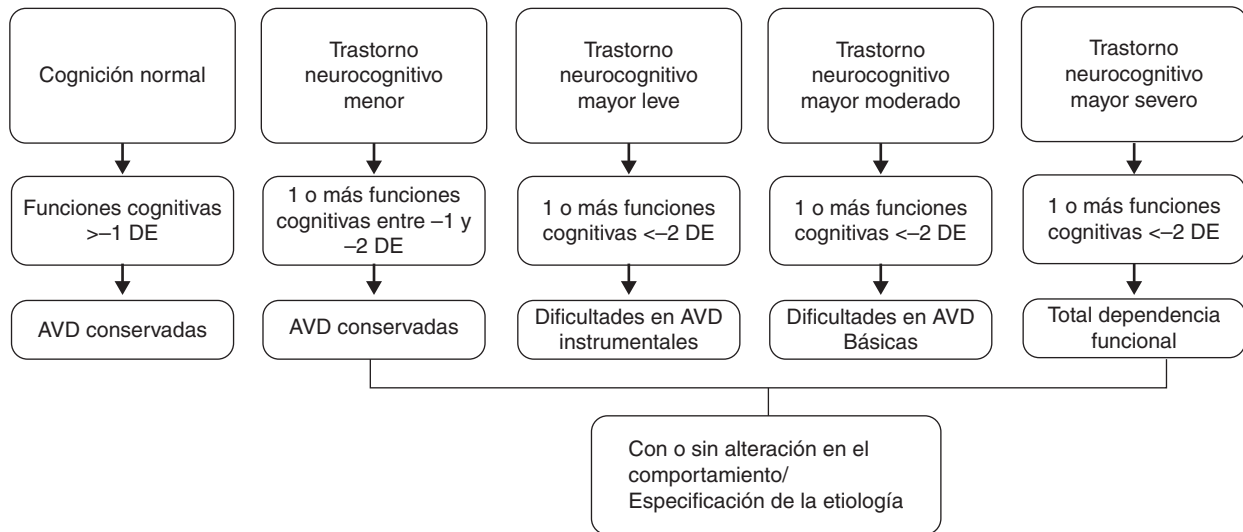 Cognición normal
Trastorno
neurocognitivo
menor
Trastorno
neurocognitivo
mayor leve
Trastorno
neurocognitivo
mayor moderado
Trastorno
neurocognitivo
mayor severo
Funciones cognitivas
>–1 DE
1 o más funciones
cognitivas entre –1 y
–2 DE
1 o más funciones
cognitivas <–2 DE
1 o más funciones
cognitivas <–2 DE
1 o más funciones
cognitivas <–2 DE
AVD conservadas
AVD conservadas
Dificultades en AVD
instrumentales
Dificultades en AVD
Básicas
Total dependencia
funcional
Con o sin alteración en el
comportamiento/
Especificación de la etiología